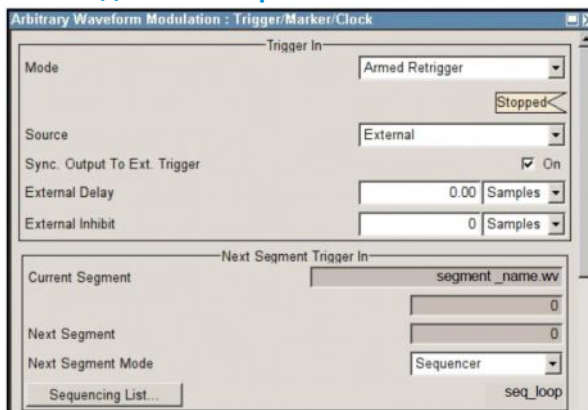 Arbitrary Waveform Modulation : Trigger/Marker/Clock
Trigger In
Mode Armed Retrigger
Stopped
Source External
Sync. Output To Ext. Trigger On
External Delay 0.00 Samples
External Inhibit 0 Samples
Next Segment Trigger In
Current Segment segment _name.wv
0
Next Segment 0
Next Segment Mode Sequencer
Sequencing List... seq_loop